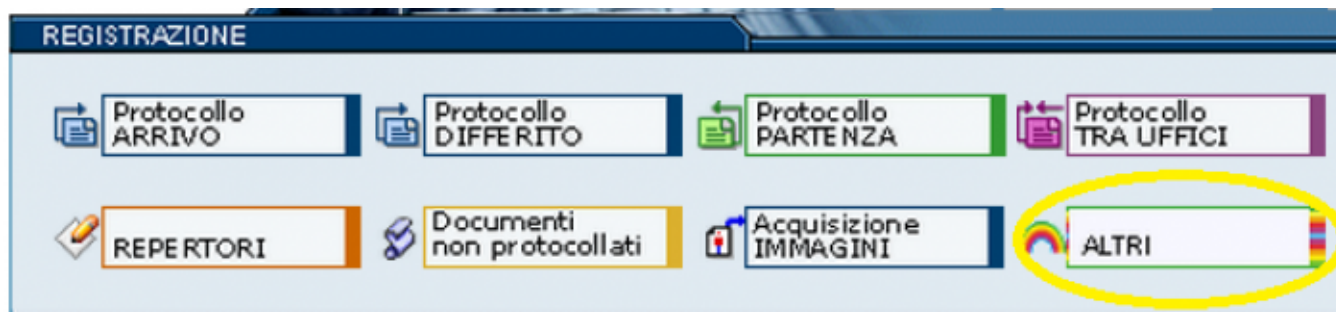 REGISTRAZIONE
Protocollo
ARRIVO
Protocollo
DIFFERITO
Protocollo
PARTENZA
Protocollo
TRA UFFICI
REPERTORI
Documenti
non protocollati
Acquisizione
IMMAGINI
ALTRI